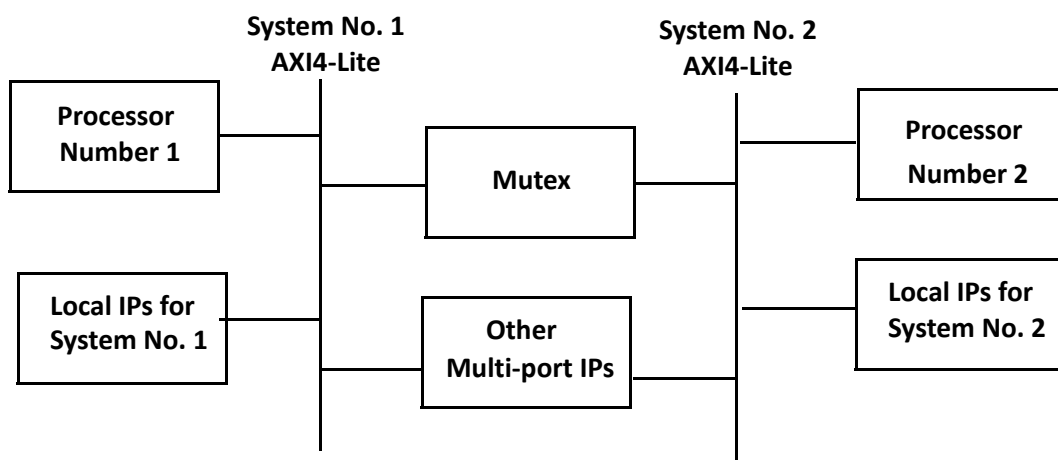 System No. 1
AXI4-Lite
System No. 2
AXI4-Lite
Processor
Number 1
Mutex
Processor
Number 2
Local IPs for
System No. 1
Other
Multi-port IPs
Local IPs for
System No. 2